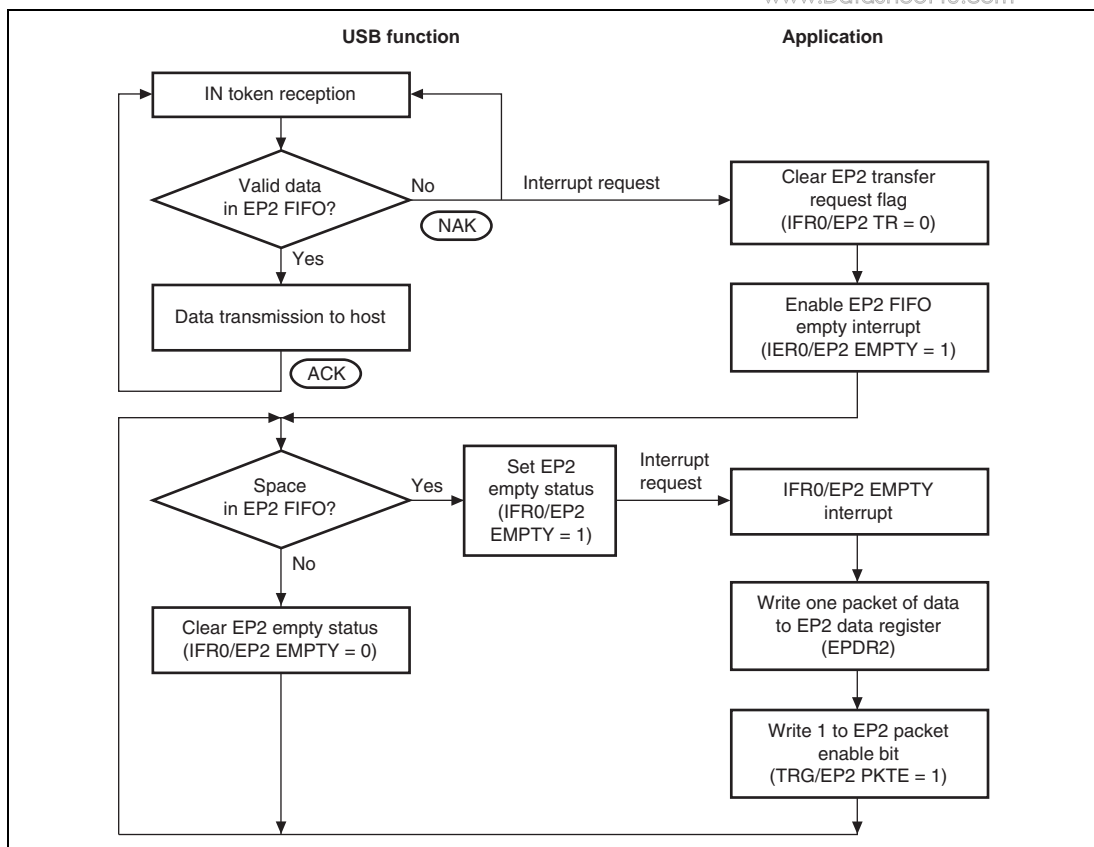 USB function
Application
IN token reception
Valid data
in EP2 FIFO?
No
NAK
Interrupt request
Clear EP2 transfer
request flag
(IFR0/EP2 TR = 0)
Yes
Data transmission to host
ACK
Enable EP2 FIFO
empty interrupt
(IER0/EP2 EMPTY = 1)
Space
in EP2 FIFO?
Yes
Set EP2
empty status
(IFR0/EP2
EMPTY = 1)
Interrupt
request
IFR0/EP2 EMPTY
interrupt
No
Clear EP2 empty status
(IFR0/EP2 EMPTY = 0)
Write one packet of data
to EP2 data register
(EPDR2)
Write 1 to EP2 packet
enable bit
(TRG/EP2 PKTE = 1)